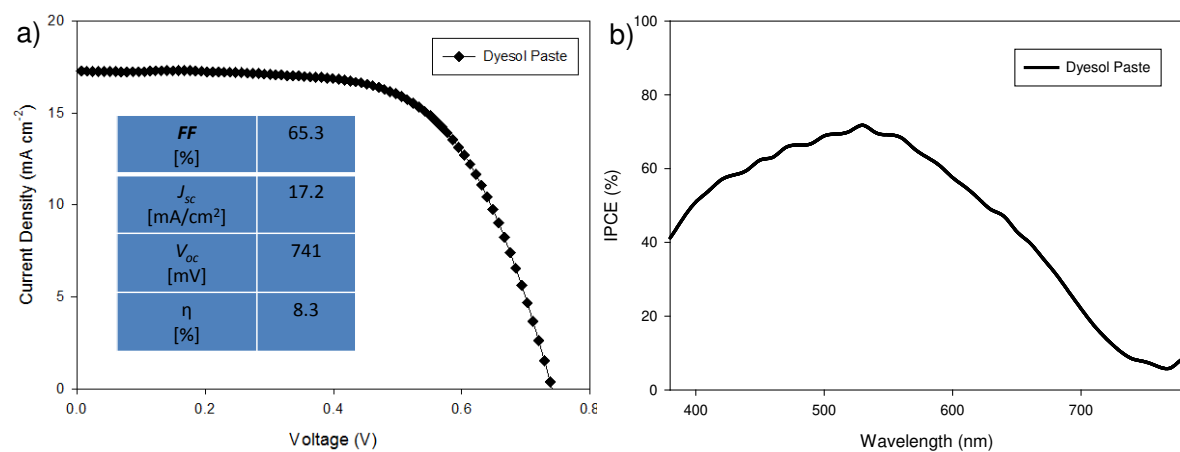 a)
20
15
10
5
0
Current Density (mA cm-2)
Dyesol Paste
FF
[%]
65.3
Jsc
[mA/cm2]
17.2
Voc
[mV]
741
η
[%]
8.3
0.0 0.2 0.4 0.6 0.8
Voltage (V)
b)
100
80
60
40
20
0
IPCE (%)
Dyesol Paste
400 500 600 700
Wavelength (nm)